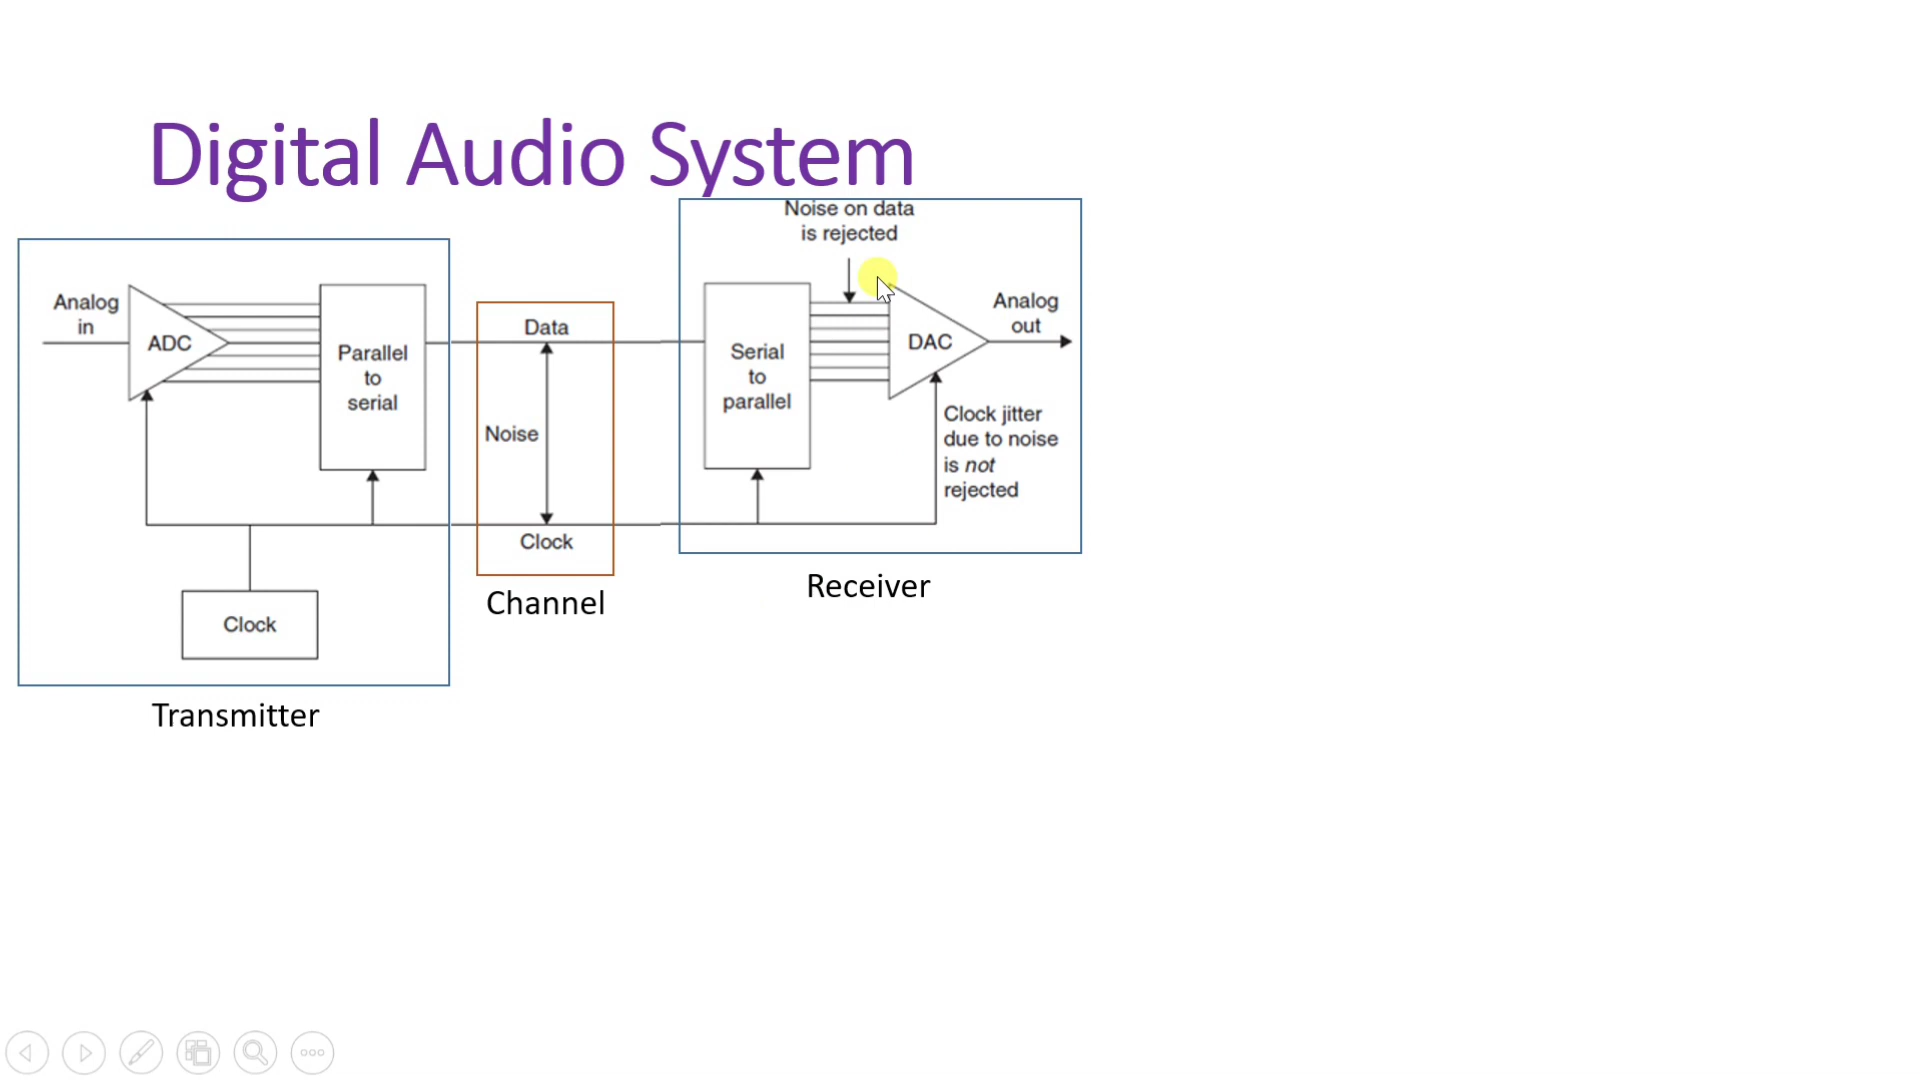 Digital Audio System
Analog
in
ADC
Parallel
to
serial
Clock
Transmitter
Data
Noise
Clock
Channel
Noise on data
is rejected
Serial
to
parallel
DAC
Analog
out
Clock jitter
due to noise
is not
rejected
Receiver